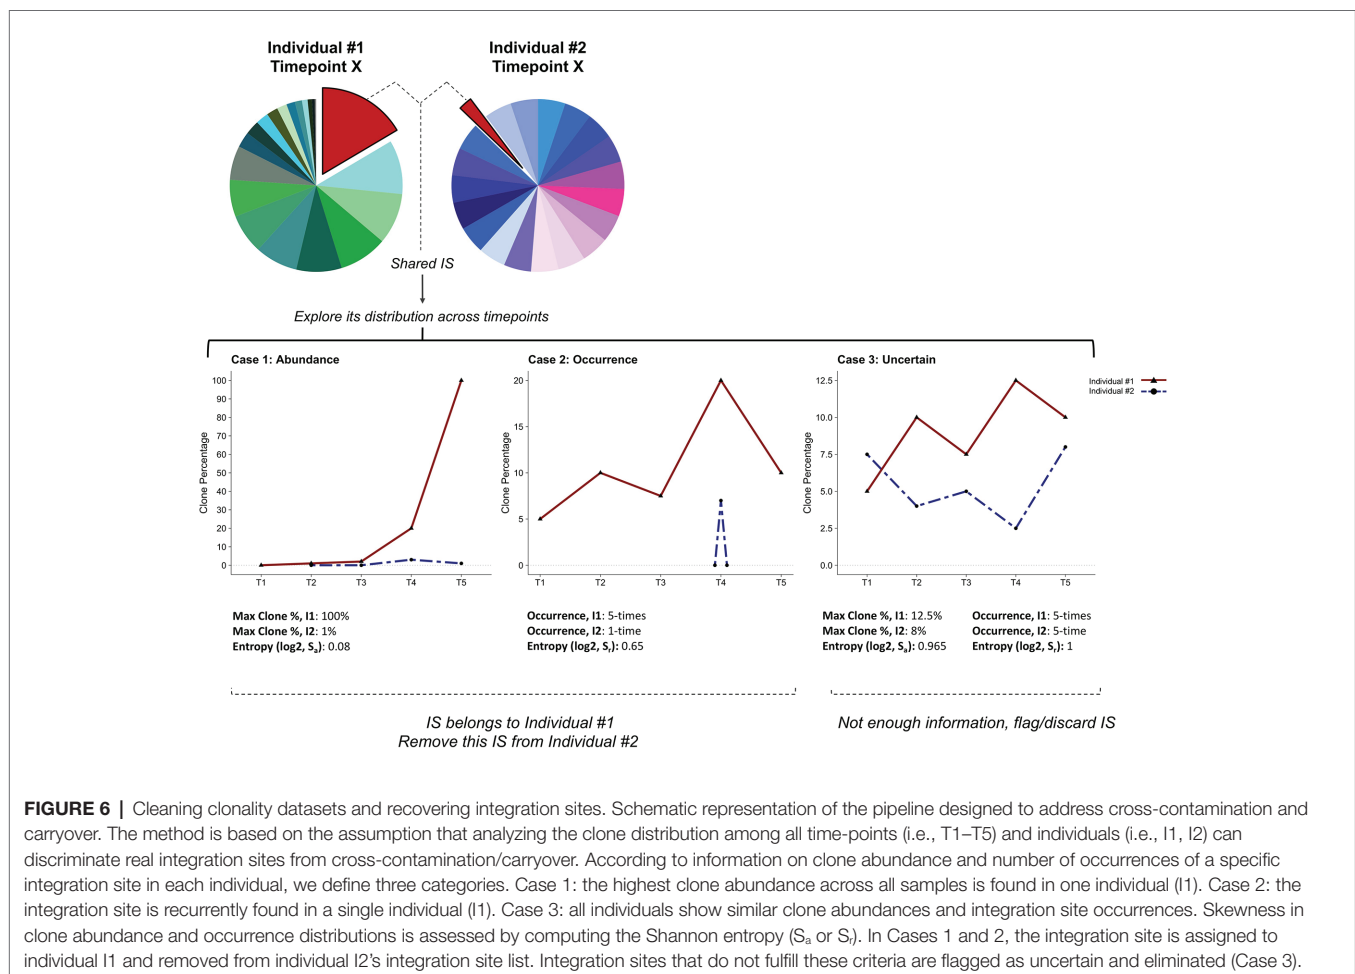 Individual #1
Timepoint X
Individual #2
Timepoint X
Shared IS
Explore its distribution across timepoints
Case 1: Abundance
Clone Percentage
100
90
80
70
60
50
40
30
20
10
0
T1 T2 T3 T4 T5
Max Clone %, I1: 100%
Max Clone %, I2: 1%
Entropy (log2, Sa): 0.08
Case 2: Occurrence
Clone Percentage
20
15
10
5
0
T1 T2 T3 T4 T5
Occurrence, I1: 5-times
Occurrence, I2: 1-time
Entropy (log2, Sr): 0.65
Case 3: Uncertain
Clone Percentage
12.5
10.0
7.5
5.0
2.5
0.0
T1 T2 T3 T4 T5
Individual #1
Individual #2
Max Clone %, I1: 12.5%
Max Clone %, I2: 8%
Entropy (log2, Sa): 0.965
Occurrence, I1: 5-times
Occurrence, I2: 5-time
Entropy (log2, Sr): 1
IS belongs to Individual #1
Remove this IS from Individual #2
Not enough information, flag/discard IS
FIGURE 6 | Cleaning clonality datasets and recovering integration sites. Schematic representation of the pipeline designed to address cross-contamination and
carryover. The method is based on the assumption that analyzing the clone distribution among all time-points (i.e., T1–T5) and individuals (i.e., I1, I2) can
discriminate real integration sites from cross-contamination/carryover. According to information on clone abundance and number of occurrences of a specific
integration site in each individual, we define three categories. Case 1: the highest clone abundance across all samples is found in one individual (I1). Case 2: the
integration site is recurrently found in a single individual (I1). Case 3: all individuals show similar clone abundances and integration site occurrences. Skewness in
clone abundance and occurrence distributions is assessed by computing the Shannon entropy (Sa or Sr). In Cases 1 and 2, the integration site is assigned to
individual I1 and removed from individual I2's integration site list. Integration sites that do not fulfill these criteria are flagged as uncertain and eliminated (Case 3).